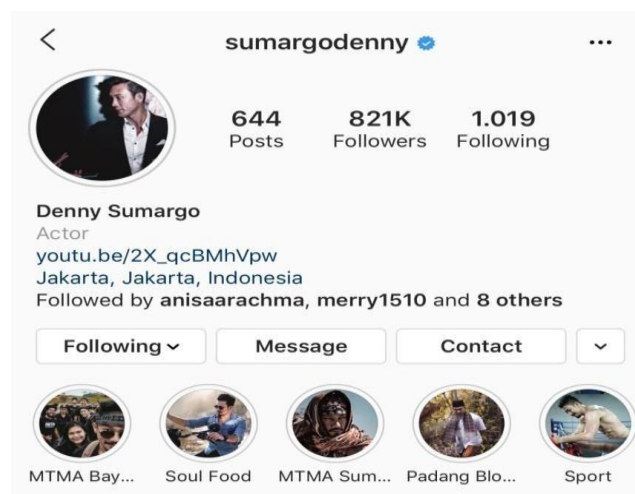 sumargodenny
644 821K 1.019
Posts Followers Following
Denny Sumargo
Actor
youtu.be/2X_qcBMhVpw
Jakarta, Jakarta, Indonesia
Followed by anisaarachma, merry1510 and 8 others
Following Message Contact
MTMA Bay... Soul Food MTMA Sum... Padang Blo... Sport